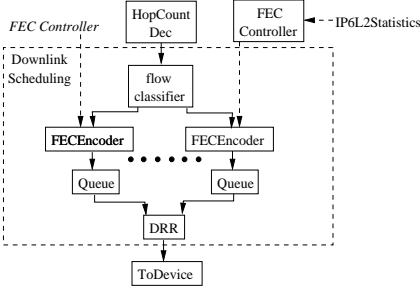 HopCount
Dec
FEC
Controller
FEC Controller
IP6L2Statistics
Downlink
Scheduling
flow
classifier
FECEncoder
FECEncoder
Queue
Queue
DRR
ToDevice